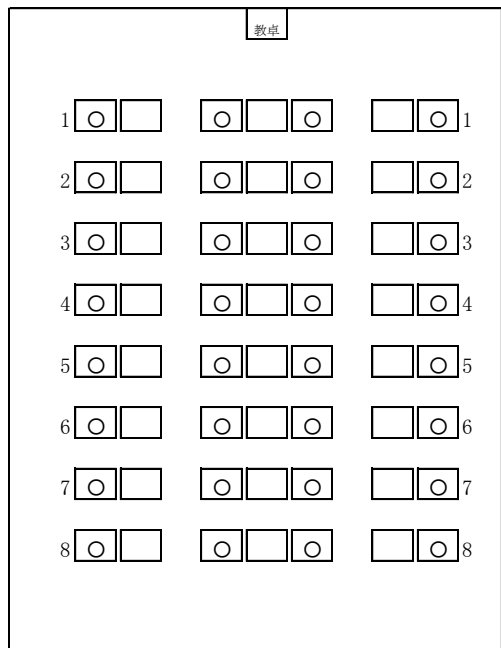 教卓
1 ○ ○ ○ ○ 1
2 ○ ○ ○ ○ 2
3 ○ ○ ○ ○ 3
4 ○ ○ ○ ○ 4
5 ○ ○ ○ ○ 5
6 ○ ○ ○ ○ 6
7 ○ ○ ○ ○ 7
8 ○ ○ ○ ○ 8